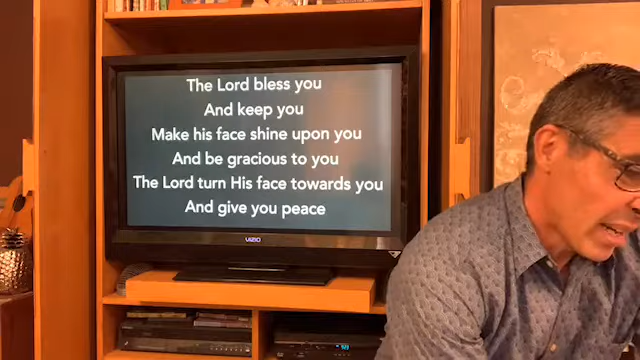 The Lord bless you
And keep you
Make his face shine upon you
And be gracious to you
The Lord turn His face towards you
And give you peace
VIZIO